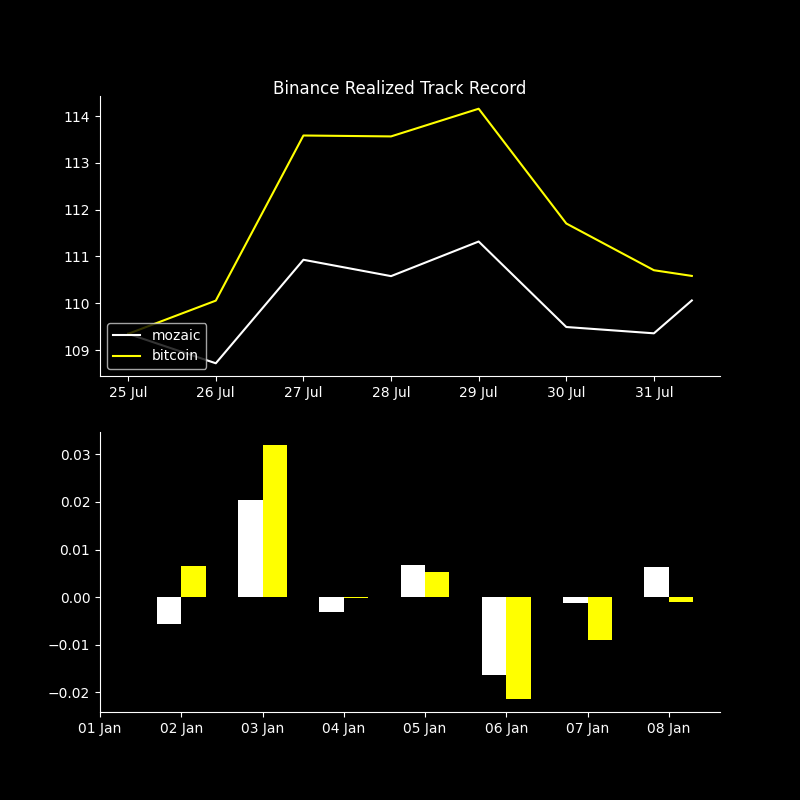 Binance Realized Track Record
114
113
112
111
110
109
mozaic
bitcoin
25 Jul 26 Jul 27 Jul 28 Jul 29 Jul 30 Jul 31 Jul
0.03
0.02
0.01
0.00
−0.01
−0.02
01 Jan 02 Jan 03 Jan 04 Jan 05 Jan 06 Jan 07 Jan 08 Jan